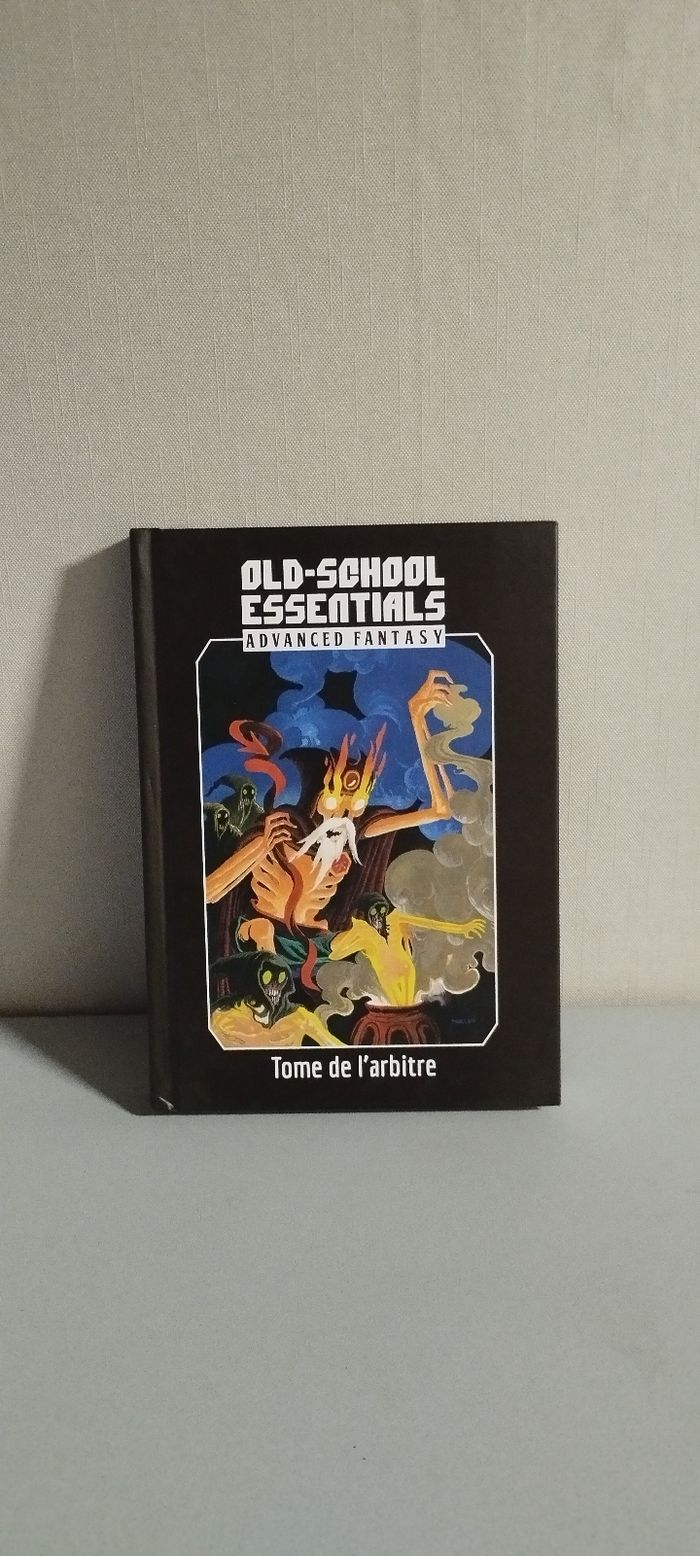 OLD-SCHOOL
ESSENTIALS
ADVANCED FANTASY
Tome de l'arbitre